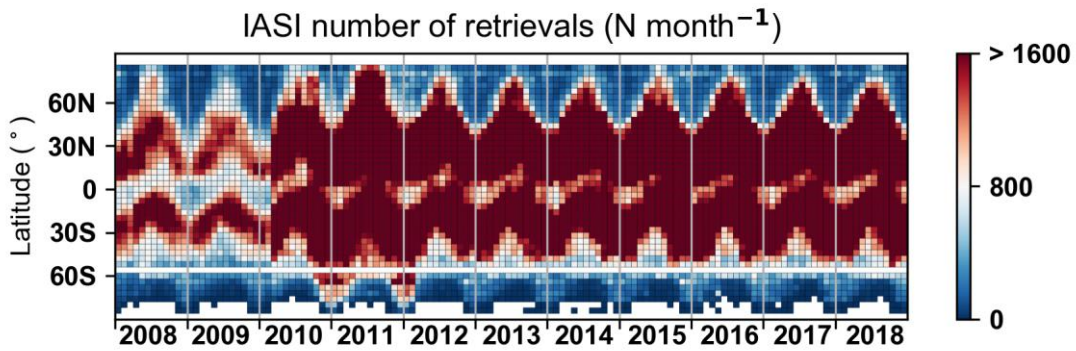 IASI number of retrievals (N month⁻¹)
> 1600
60N
30N
0
800
30S
60S
Latitude (°)
0
2008 2009 2010 2011 2012 2013 2014 2015 2016 2017 2018